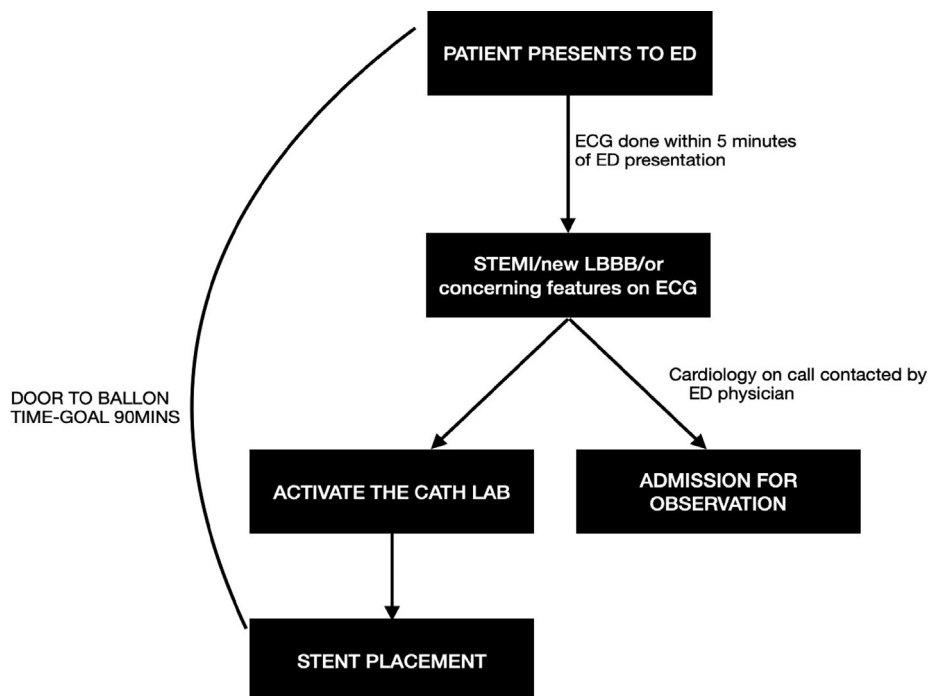 PATIENT PRESENTS TO ED
ECG done within 5 minutes
of ED presentation
STEMI/new LBBB/or
concerning features on ECG
Cardiology on call contacted by
ED physician
DOOR TO BALLON
TIME-GOAL 90MINS
ACTIVATE THE CATH LAB
ADMISSION FOR
OBSERVATION
STENT PLACEMENT